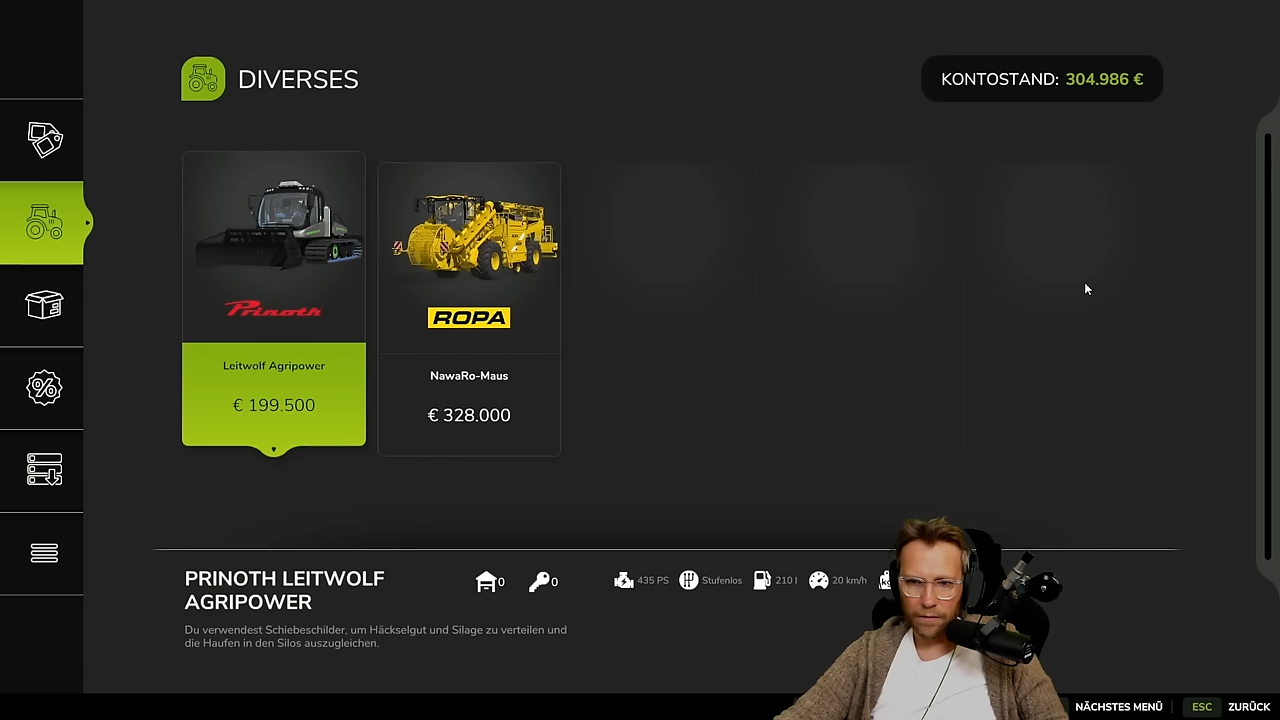 DIVERSES
KONTOSTAND: 304.986 €
Prinoth
Leitwolf Agripower
€ 199.500
ROPA
NawaRo-Maus
€ 328.000
PRINOTH LEITWOLF
AGRIPOWER
0 0 435 PS Stufenlos 210 l 20 km/h
Du verwendest Schiebeschilder, um Häckselgut und Silage zu verteilen und
die Haufen in den Silos auszugleichen.
NÄCHSTES MENÜ ESC ZURÜCK